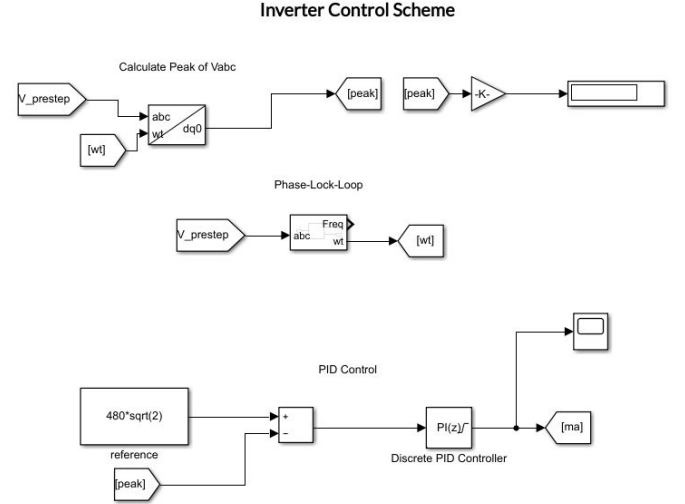 Inverter Control Scheme
Calculate Peak of Vabc
V_prestep
abc
wt
dq0
[wt]
[peak]
[peak]
-K-
Phase-Lock-Loop
V_prestep
abc
Freq
wt
[wt]
PID Control
480*sqrt(2)
reference
+
−
[peak]
PI(z)
Discrete PID Controller
[ma]